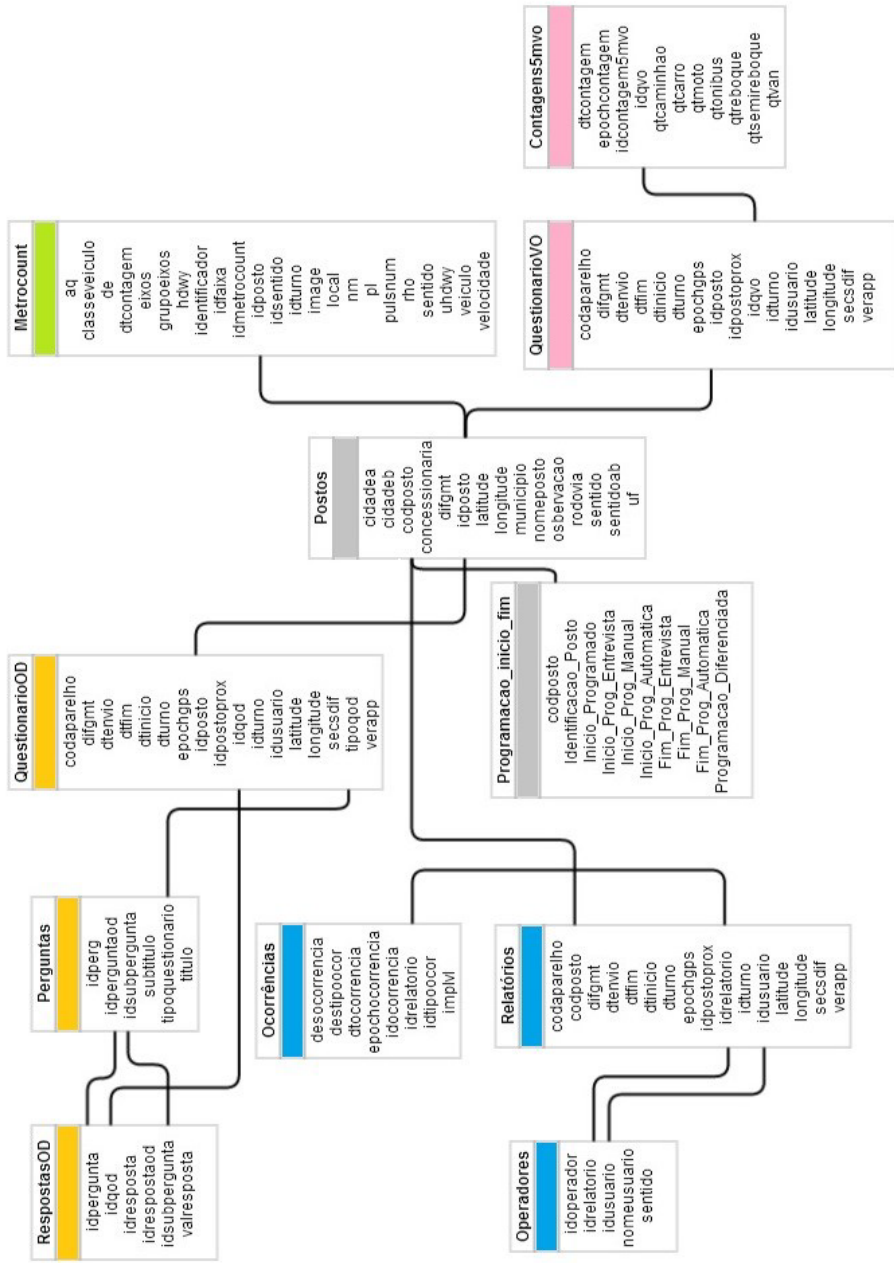 RespostasOD
idpergunta
idqod
idresposta
idrespostaod
idsubpergunta
valresposta
Perguntas
idperg
idperguntaod
idsubpergunta
subtitulo
tipoquestionario
titulo
QuestionarioOD
codaparelho
difgmt
dtenvio
dtfim
dtinicio
dturno
epochgps
idposto
idpostoprox
idqod
idturno
idusuario
latitude
longitude
secsdif
tipoqod
verapp
Metrocount
aq
classeveiculo
de
dtcontagem
eixos
grupoeixos
hdwy
identificador
idfaixa
idmetrocount
idposto
idsentido
idturno
image
local
nm
pl
pulsnum
rho
sentido
uhdwy
veiculo
velocidade
Ocorrências
desocorrencia
destipoocor
dtocorrencia
epochocorrencia
idocorrencia
idrelatorio
idtipoocor
implvl
Postos
cidadea
cidadeb
codposto
concessionaria
difgmt
idposto
latitude
longitude
municipio
nomeposto
osbervacao
rodovia
sentido
sentidoab
uf
Operadores
idoperador
idrelatorio
idusuario
nomeusuario
sentido
Relatórios
codaparelho
codposto
difgmt
dtenvio
dtfim
dtinicio
dturno
epochgps
idpostoprox
idrelatorio
idturno
idusuario
latitude
longitude
secsdif
verapp
Programacao_inicio_fim
codposto
Identificacao_Posto
Inicio_Programado
Inicio_Prog_Entrevista
Inicio_Prog_Manual
Inicio_Prog_Automatica
Fim_Prog_Entrevista
Fim_Prog_Manual
Fim_Prog_Automatica
Programacao_Diferenciada
QuestionarioVO
codaparelho
difgmt
dtenvio
dtfim
dtinicio
dturno
epochgps
idposto
idpostoprox
idqvo
idturno
idusuario
latitude
longitude
secsdif
verapp
Contagens5mvo
dtcontagem
epochcontagem
idcontagem5mvo
idqvo
qtcaminhao
qtcarro
qtmoto
qtonibus
qtreboque
qtsemireboque
qtvan